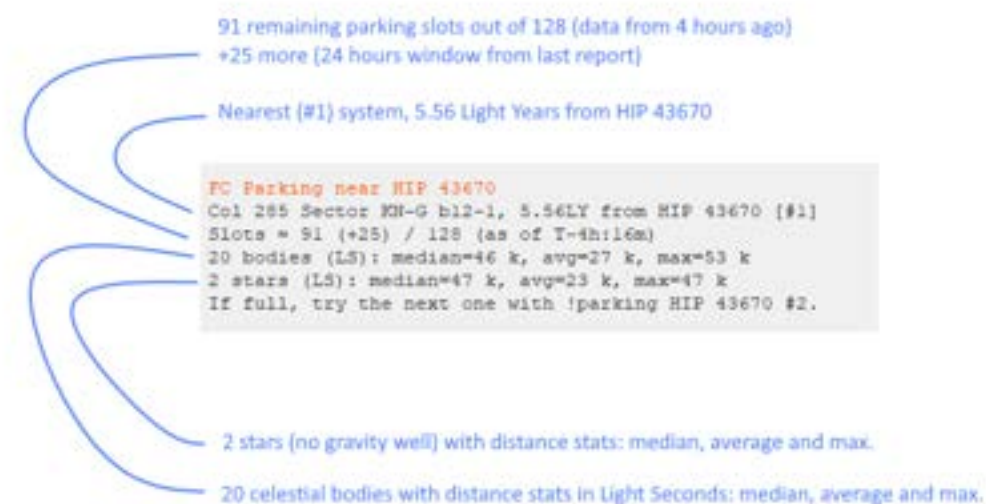 91 remaining parking slots out of 128 (data from 4 hours ago)
+25 more (24 hours window from last report)
Nearest (#1) system, 5.56 Light Years from HIP 43670
FC Parking near HIP 43670
Col 285 Sector KN-G b12-1, 5.56LY from HIP 43670 [#1]
Slots ≈ 91 (+25) / 128 (as of T-4h:16m)
20 bodies (LS): median=46 k, avg=27 k, max=53 k
2 stars (LS): median=47 k, avg=23 k, max=47 k
If full, try the next one with !parking HIP 43670 #2.
2 stars (no gravity well) with distance stats: median, average and max.
20 celestial bodies with distance stats in Light Seconds: median, average and max.